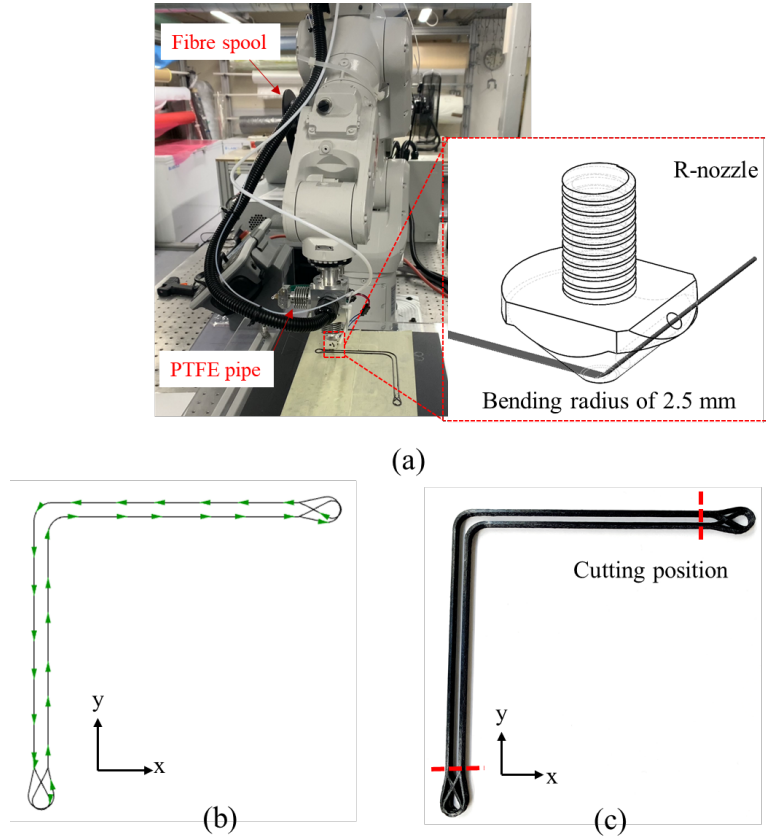 Fibre spool
R-nozzle
PTFE pipe
Bending radius of 2.5 mm
(a)
Cutting position
y
x
(b)
y
x
(c)